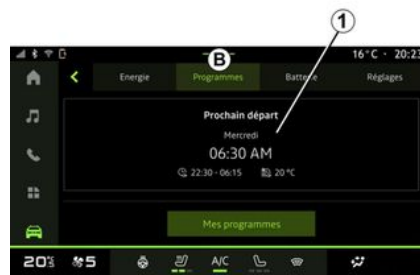 1
B
16°C · 20:23
Energie Programmes Batterie Réglages
Prochain départ
Mercredi
06:30 AM
22:30 - 06:15 20 °C
Mes programmes
20 5 A/C